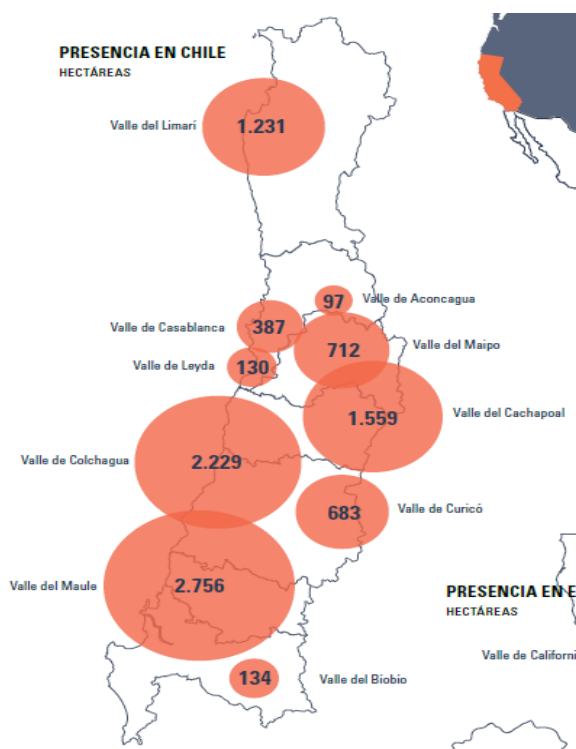 PRESENCIA EN CHILE
HECTÁREAS
Valle del Limarí
1.231
97
Valle de Aconcagua
Valle de Casablanca
387
712
Valle del Maipo
Valle de Leyda
130
1.559
Valle del Cachapoal
Valle de Colchagua
2.229
683
Valle de Curicó
Valle del Maule
2.756
134
Valle del Biobio
PRESENCIA EN E
HECTÁREAS
Valle de Californi